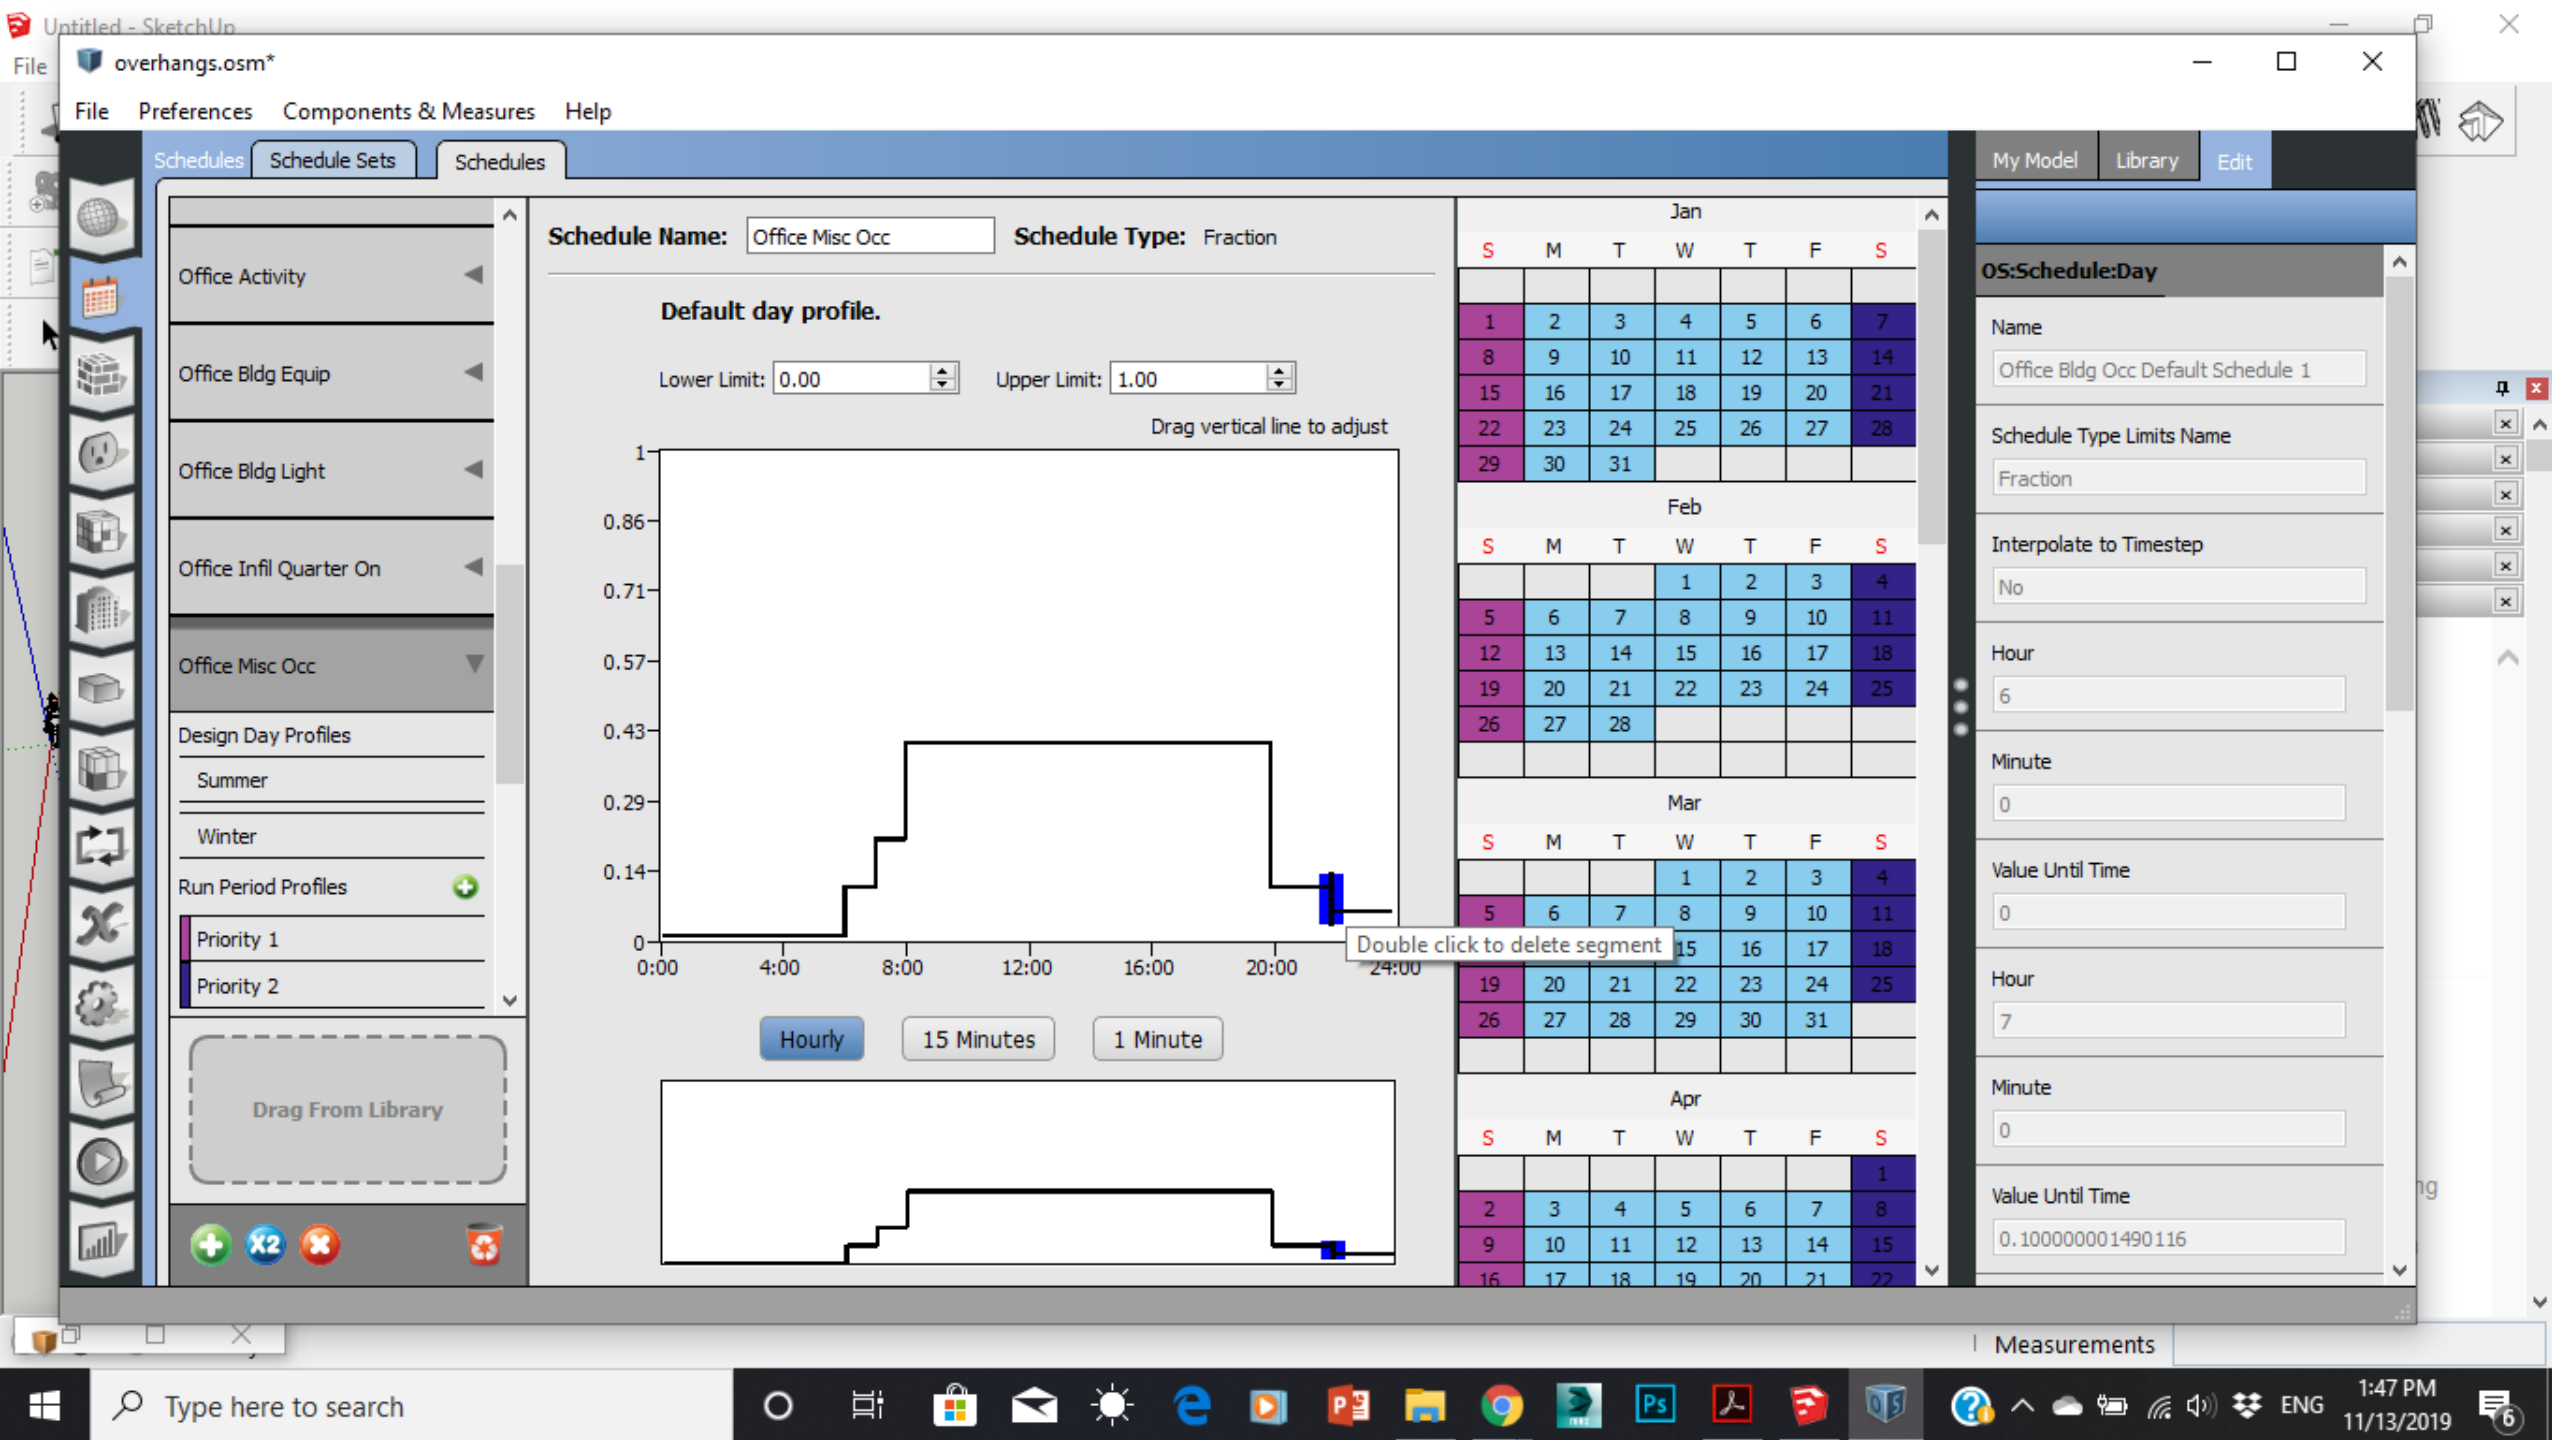 Untitled - SketchUp
File
overhangs.osm*
File Preferences Components & Measures Help
Schedules Schedule Sets Schedules
My Model Library Edit
Office Activity
Office Bldg Equip
Office Bldg Light
Office Infil Quarter On
Office Misc Occ
Design Day Profiles
Summer
Winter
Run Period Profiles
Priority 1
Priority 2
Drag From Library
X2
Schedule Name: Office Misc Occ Schedule Type: Fraction
Default day profile.
Lower Limit: 0.00 Upper Limit: 1.00
Drag vertical line to adjust
1
0.86
0.71
0.57
0.43
0.29
0.14
0
0:00 4:00 8:00 12:00 16:00 20:00 24:00
Double click to delete segment
Hourly 15 Minutes 1 Minute
Jan
S M T W T F S
1 2 3 4 5 6 7
8 9 10 11 12 13 14
15 16 17 18 19 20 21
22 23 24 25 26 27 28
29 30 31
Feb
S M T W T F S
1 2 3 4
5 6 7 8 9 10 11
12 13 14 15 16 17 18
19 20 21 22 23 24 25
26 27 28
Mar
S M T W T F S
1 2 3 4
5 6 7 8 9 10 11
15 16 17 18
19 20 21 22 23 24 25
26 27 28 29 30 31
Apr
S M T W T F S
1
2 3 4 5 6 7 8
9 10 11 12 13 14 15
16 17 18 19 20 21 22
OS:Schedule:Day
Name
Office Bldg Occ Default Schedule 1
Schedule Type Limits Name
Fraction
Interpolate to Timestep
No
Hour
6
Minute
0
Value Until Time
0
Hour
7
Minute
0
Value Until Time
0.100000001490116
ng
Measurements
Type here to search
Ps
ENG
1:47 PM
11/13/2019
6